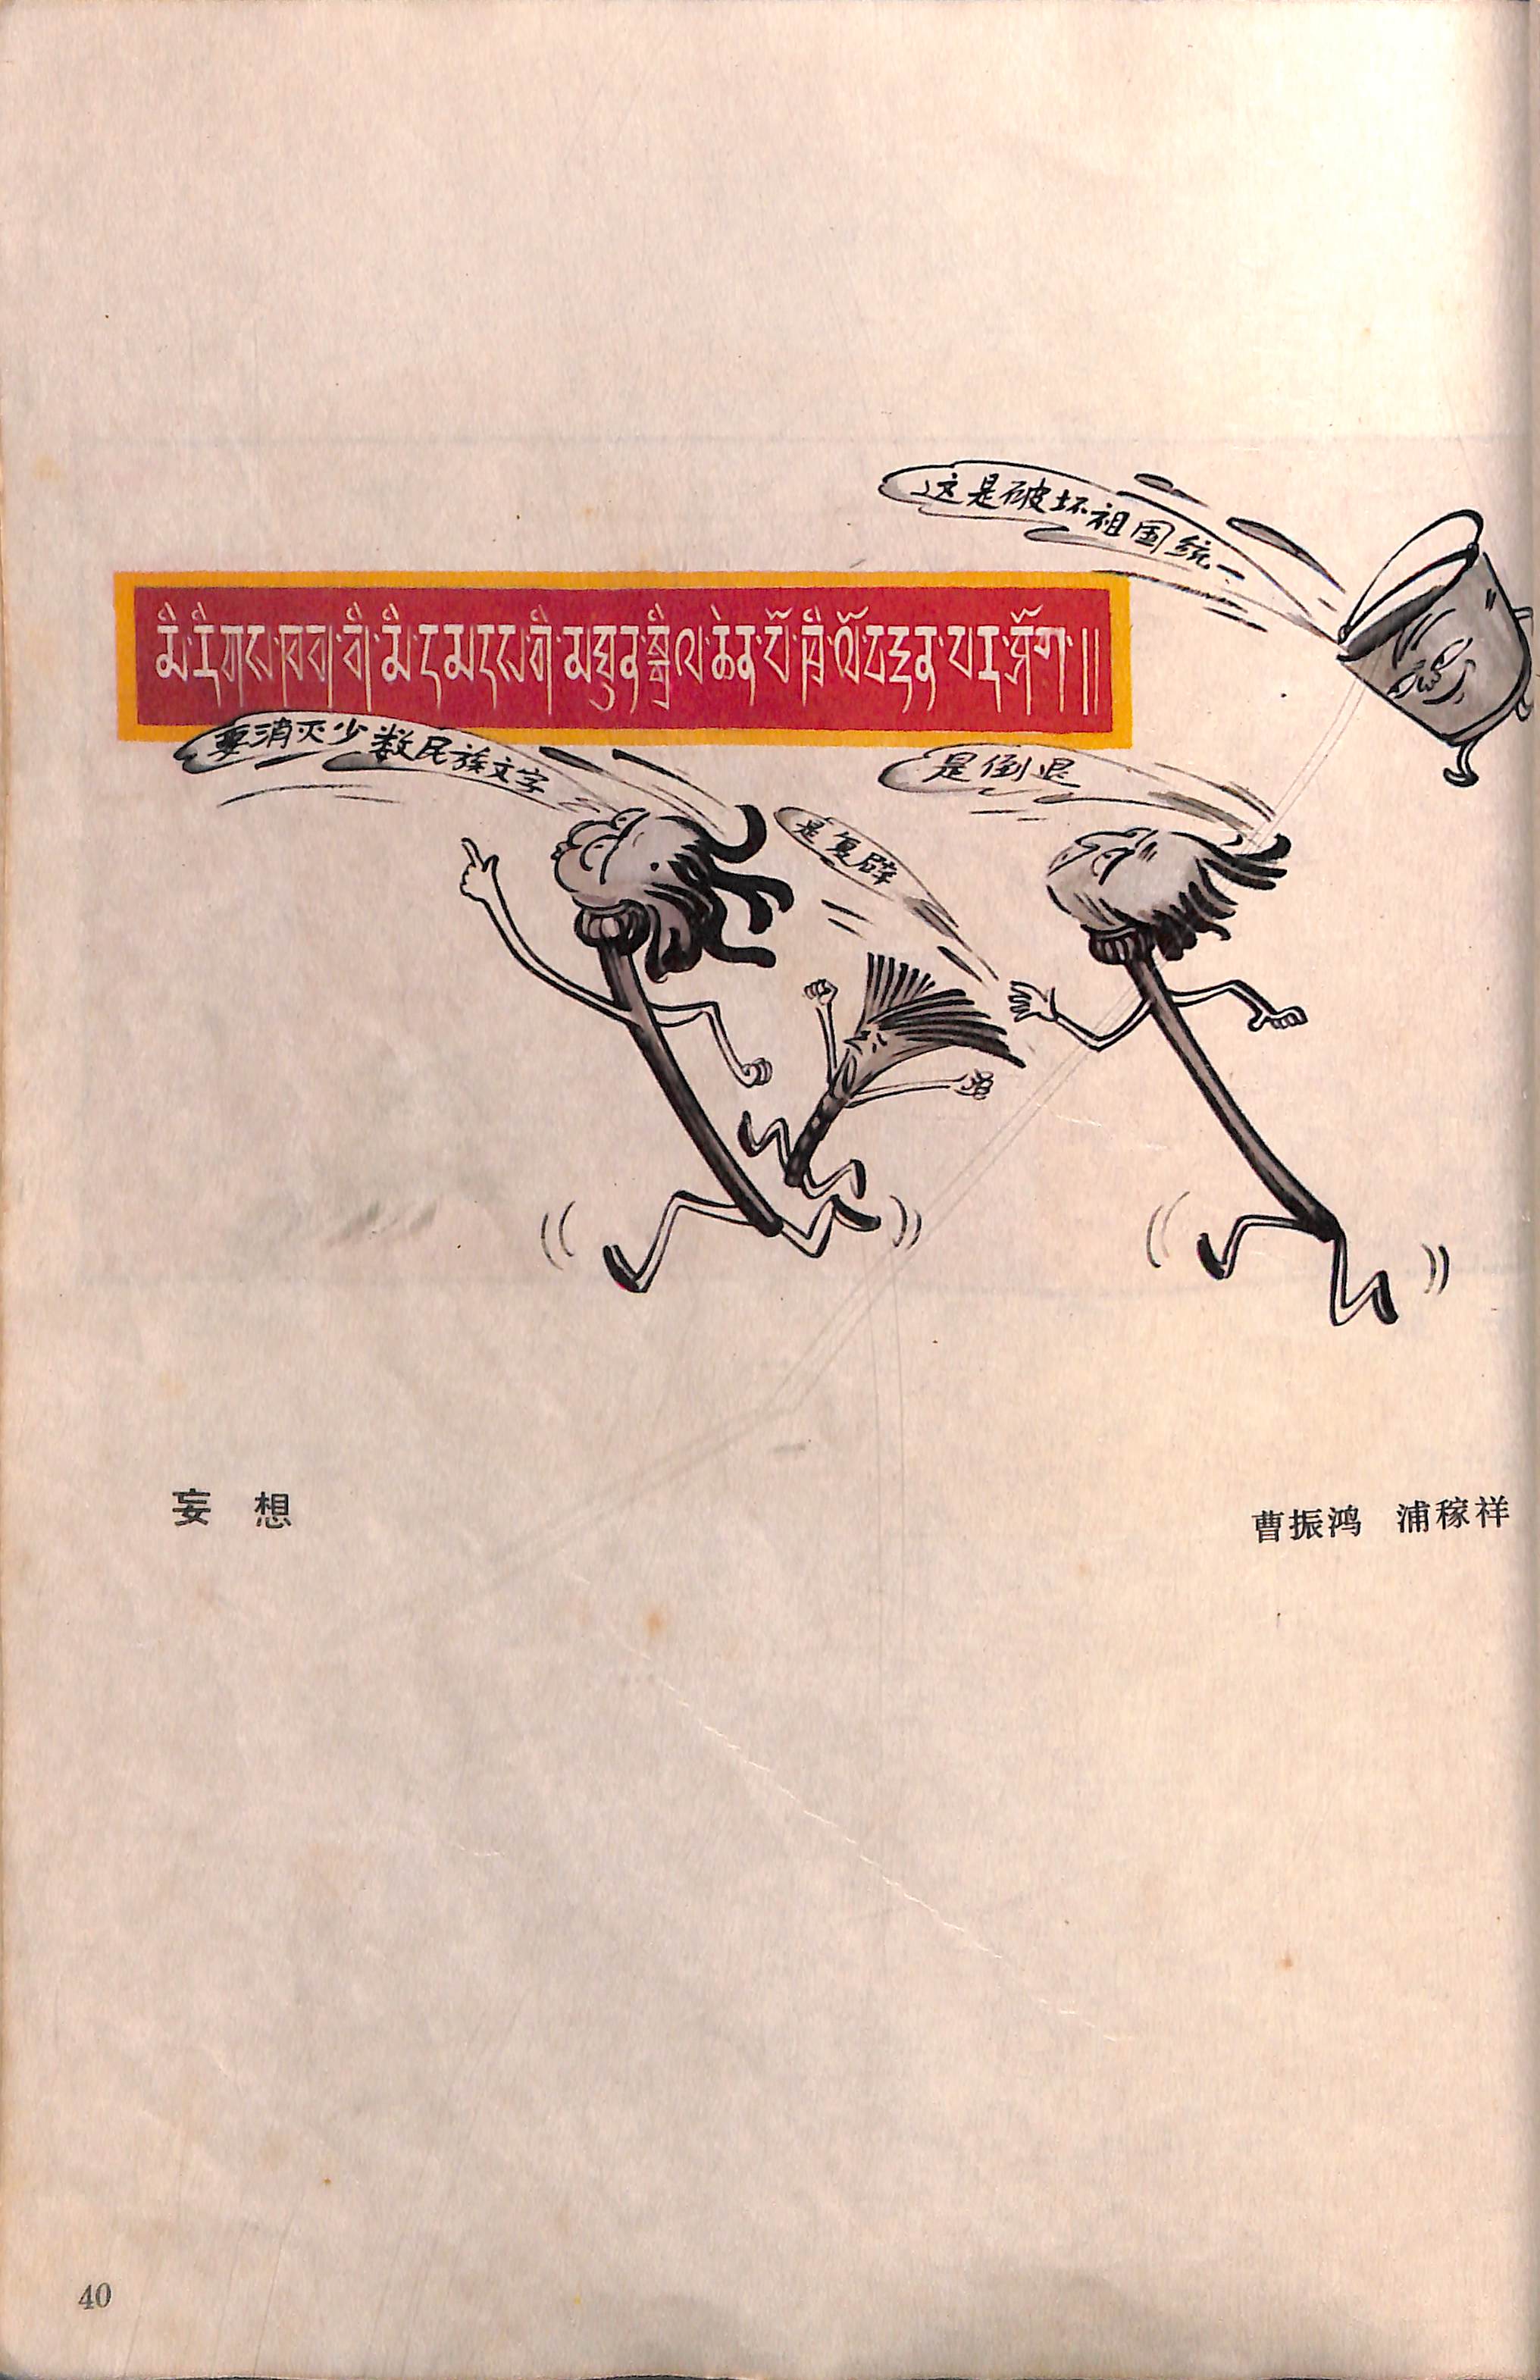 这是破坏祖国统一
མི་རིགས་ཁག་གི་མི་དམངས་གི་མཐུན་སྒྲིལ་ཆེན་པོ་ ལོ་ པར་ཤོག །།
要消灭少数民族文字
是倒退
是复辟
妄想
曹振鸿 浦稼祥
40